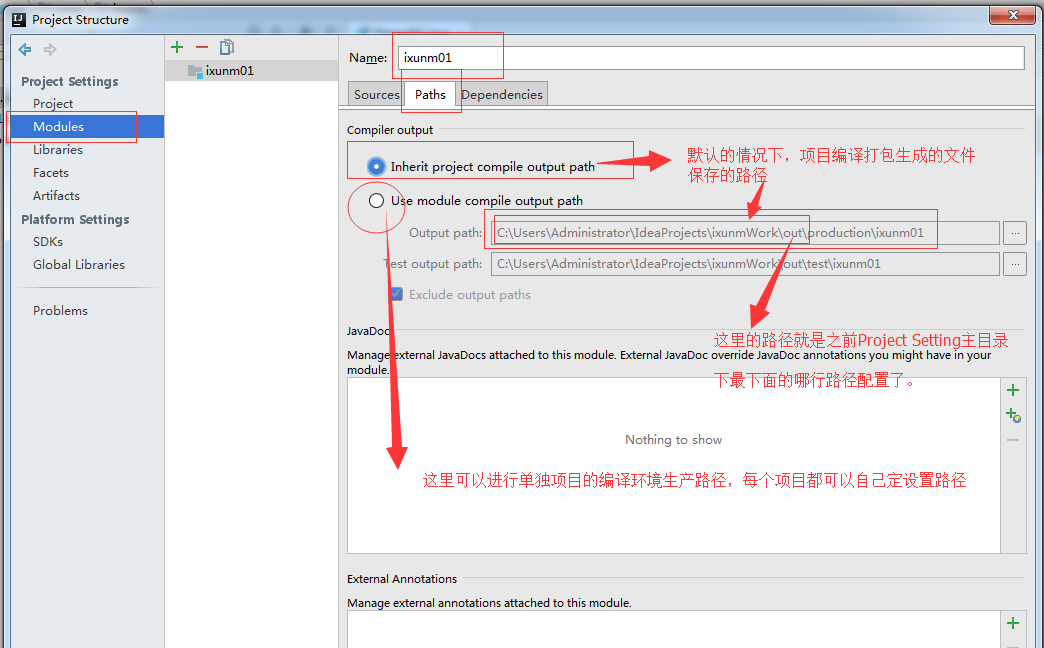 Project Structure
Project Settings
Project
Modules
Libraries
Facets
Artifacts
Platform Settings
SDKs
Global Libraries
Problems
ixunm01
Name: ixunm01
Sources Paths Dependencies
Compiler output
Inherit project compile output path
默认的情况下，项目编译打包生成的文件
保存的路径
Use module compile output path
Output path: C:\Users\Administrator\IdeaProjects\ixunmWork\out\production\ixunm01 ...
Test output path: C:\Users\Administrator\IdeaProjects\ixunmWork\out\test\ixunm01 ...
Exclude output paths
JavaDoc
这里的路径就是之前Project Setting主目录
Manage external JavaDocs attached to this module. External JavaDoc override JavaDoc annotations you might have in your
module.
下最下面的哪行路径配置了。
Nothing to show
这里可以进行单独项目的编译环境生产路径，每个项目都可以自己定设置路径
External Annotations
Manage external annotations attached to this module.